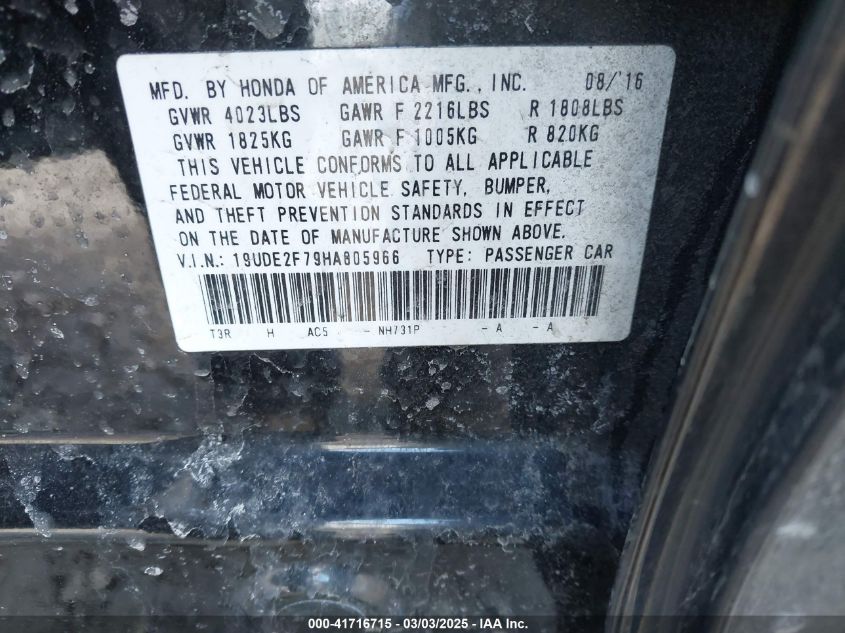 MFD. BY HONDA OF AMERICA MFG., INC. 08/'16
GVWR 4023LBS GAWR F 2216LBS R 1808LBS
GVWR 1825KG GAWR F 1005KG R 820KG
THIS VEHICLE CONFORMS TO ALL APPLICABLE
FEDERAL MOTOR VEHICLE SAFETY, BUMPER,
AND THEFT PREVENTION STANDARDS IN EFFECT
ON THE DATE OF MANUFACTURE SHOWN ABOVE.
V.I.N.: 19UDE2F79HA805966 TYPE: PASSENGER CAR
T3R H AC5 - NH731P - A - A
000-41716715 - 03/03/2025 - IAA Inc.